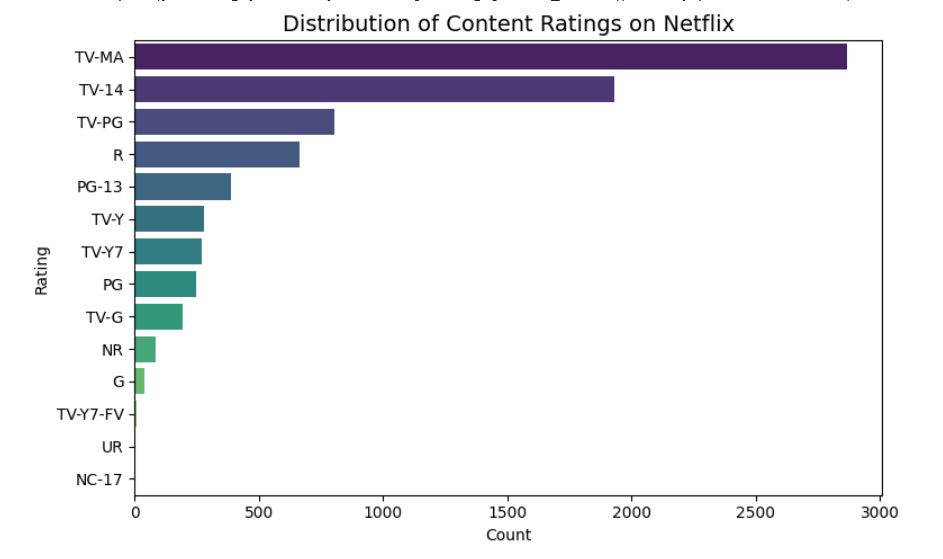 Distribution of Content Ratings on Netflix
TV-MA
TV-14
TV-PG
R
PG-13
TV-Y
TV-Y7
PG
TV-G
NR
G
TV-Y7-FV
UR
NC-17
Rating
0 500 1000 1500 2000 2500 3000
Count